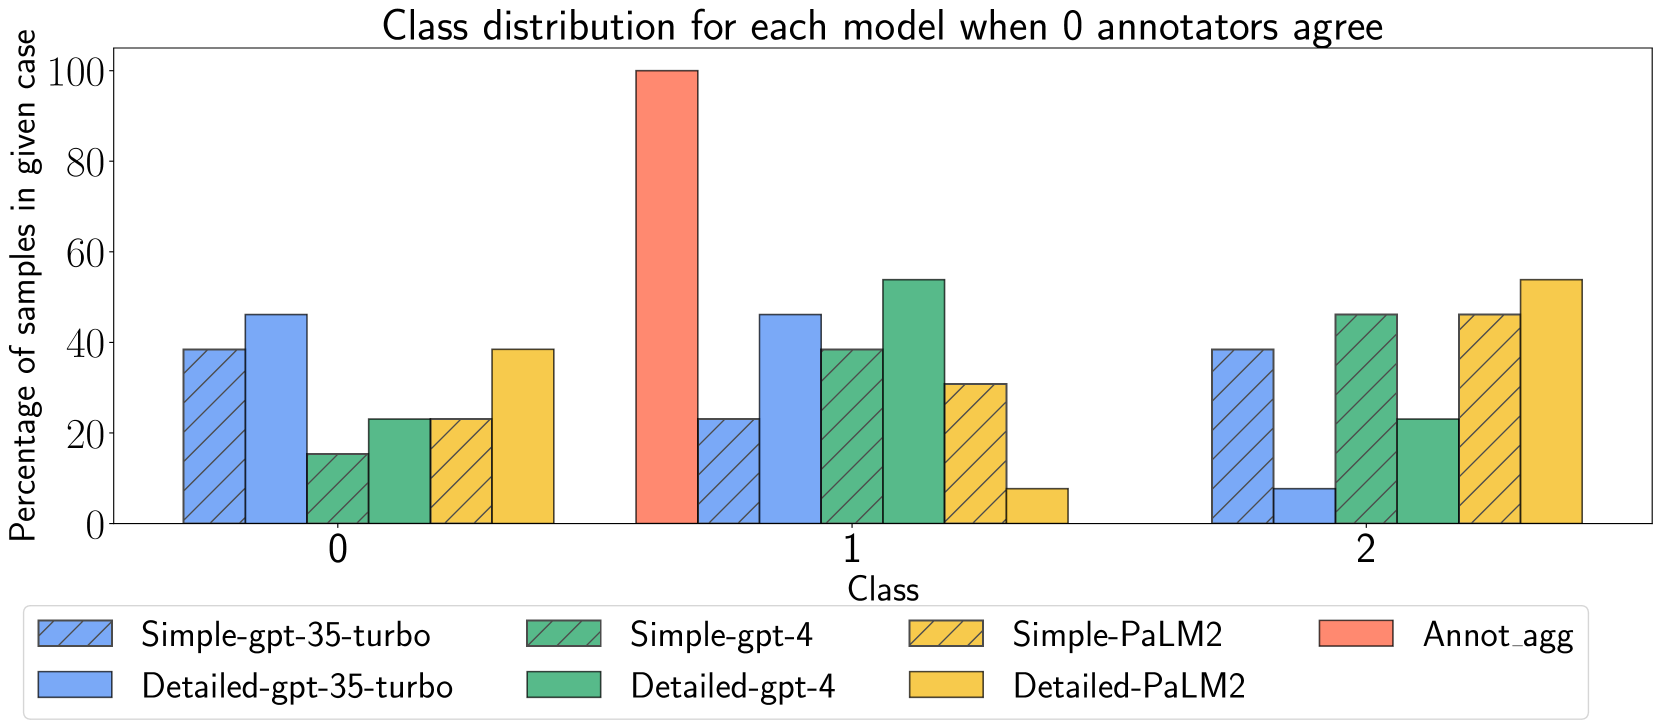 Class distribution for each model when 0 annotators agree
Percentage of samples in given case
100
80
60
40
20
0
0 1 2
Class
Simple-gpt-35-turbo Simple-gpt-4 Simple-PaLM2 Annot_agg
Detailed-gpt-35-turbo Detailed-gpt-4 Detailed-PaLM2